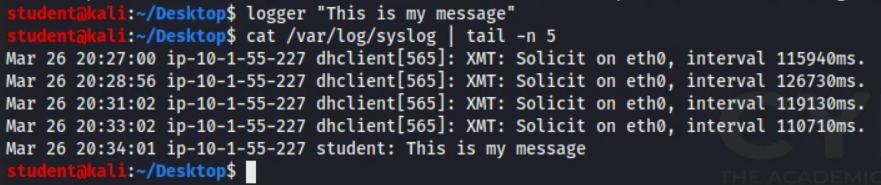 student@kali:~/Desktop$ logger "This is my message"
student@kali:~/Desktop$ cat /var/log/syslog | tail -n 5
Mar 26 20:27:00 ip-10-1-55-227 dhclient[565]: XMT: Solicit on eth0, interval 115940ms.
Mar 26 20:28:56 ip-10-1-55-227 dhclient[565]: XMT: Solicit on eth0, interval 126730ms.
Mar 26 20:31:02 ip-10-1-55-227 dhclient[565]: XMT: Solicit on eth0, interval 119130ms.
Mar 26 20:33:02 ip-10-1-55-227 dhclient[565]: XMT: Solicit on eth0, interval 110710ms.
Mar 26 20:34:01 ip-10-1-55-227 student: This is my message
student@kali:~/Desktop$
CY
THE ACADEMIC